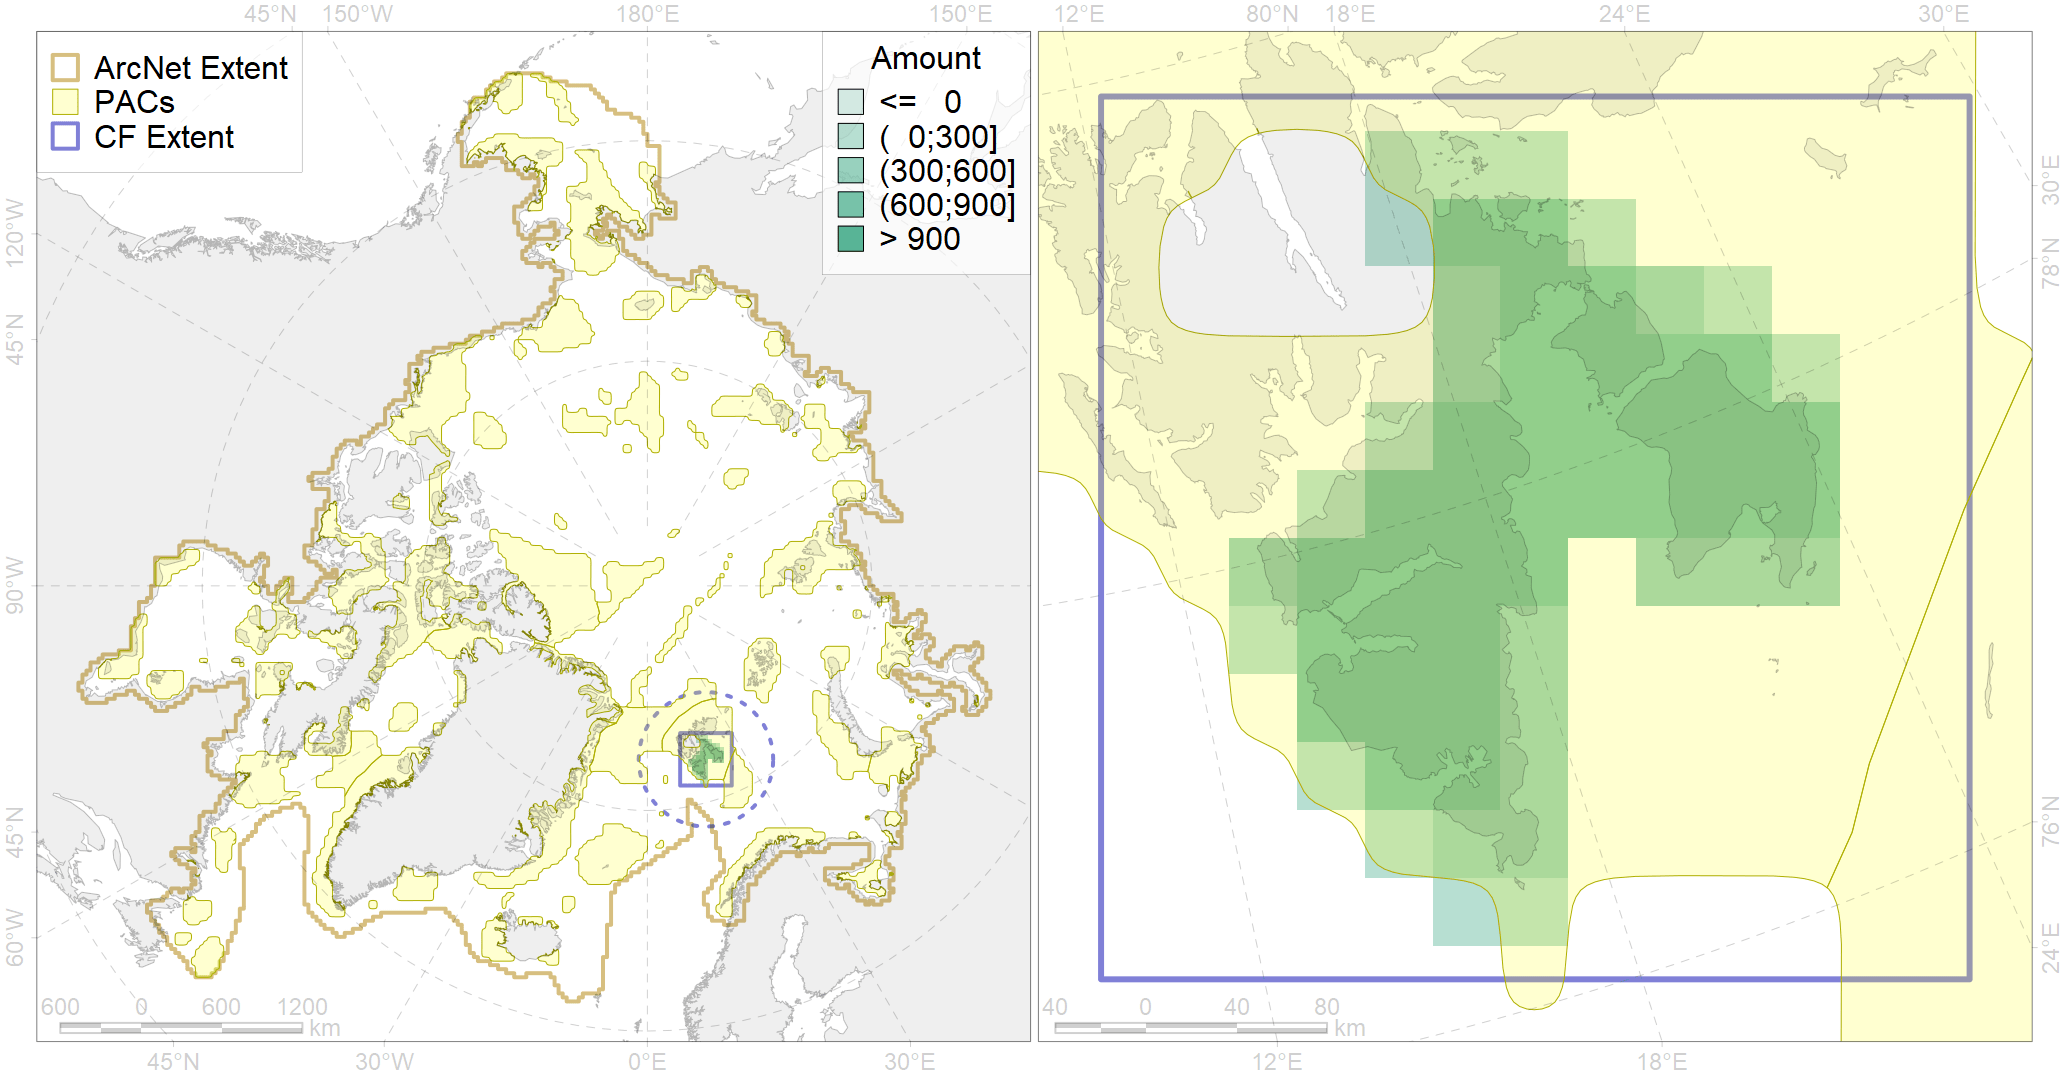 45°N 150°W 180°E 150°E 12°E 80°N 18°E 24°E 30°E
ArcNet Extent
PACs
CF Extent
Amount
<= 0
( 0;300]
(300;600]
(600;900]
> 900
120°W
45°N
90°W
45°N
60°W
30°E
78°N
76°N
24°E
600 0 600 1200
km
40 0 40 80
km
45°N 30°W 0°E 30°E 12°E 18°E